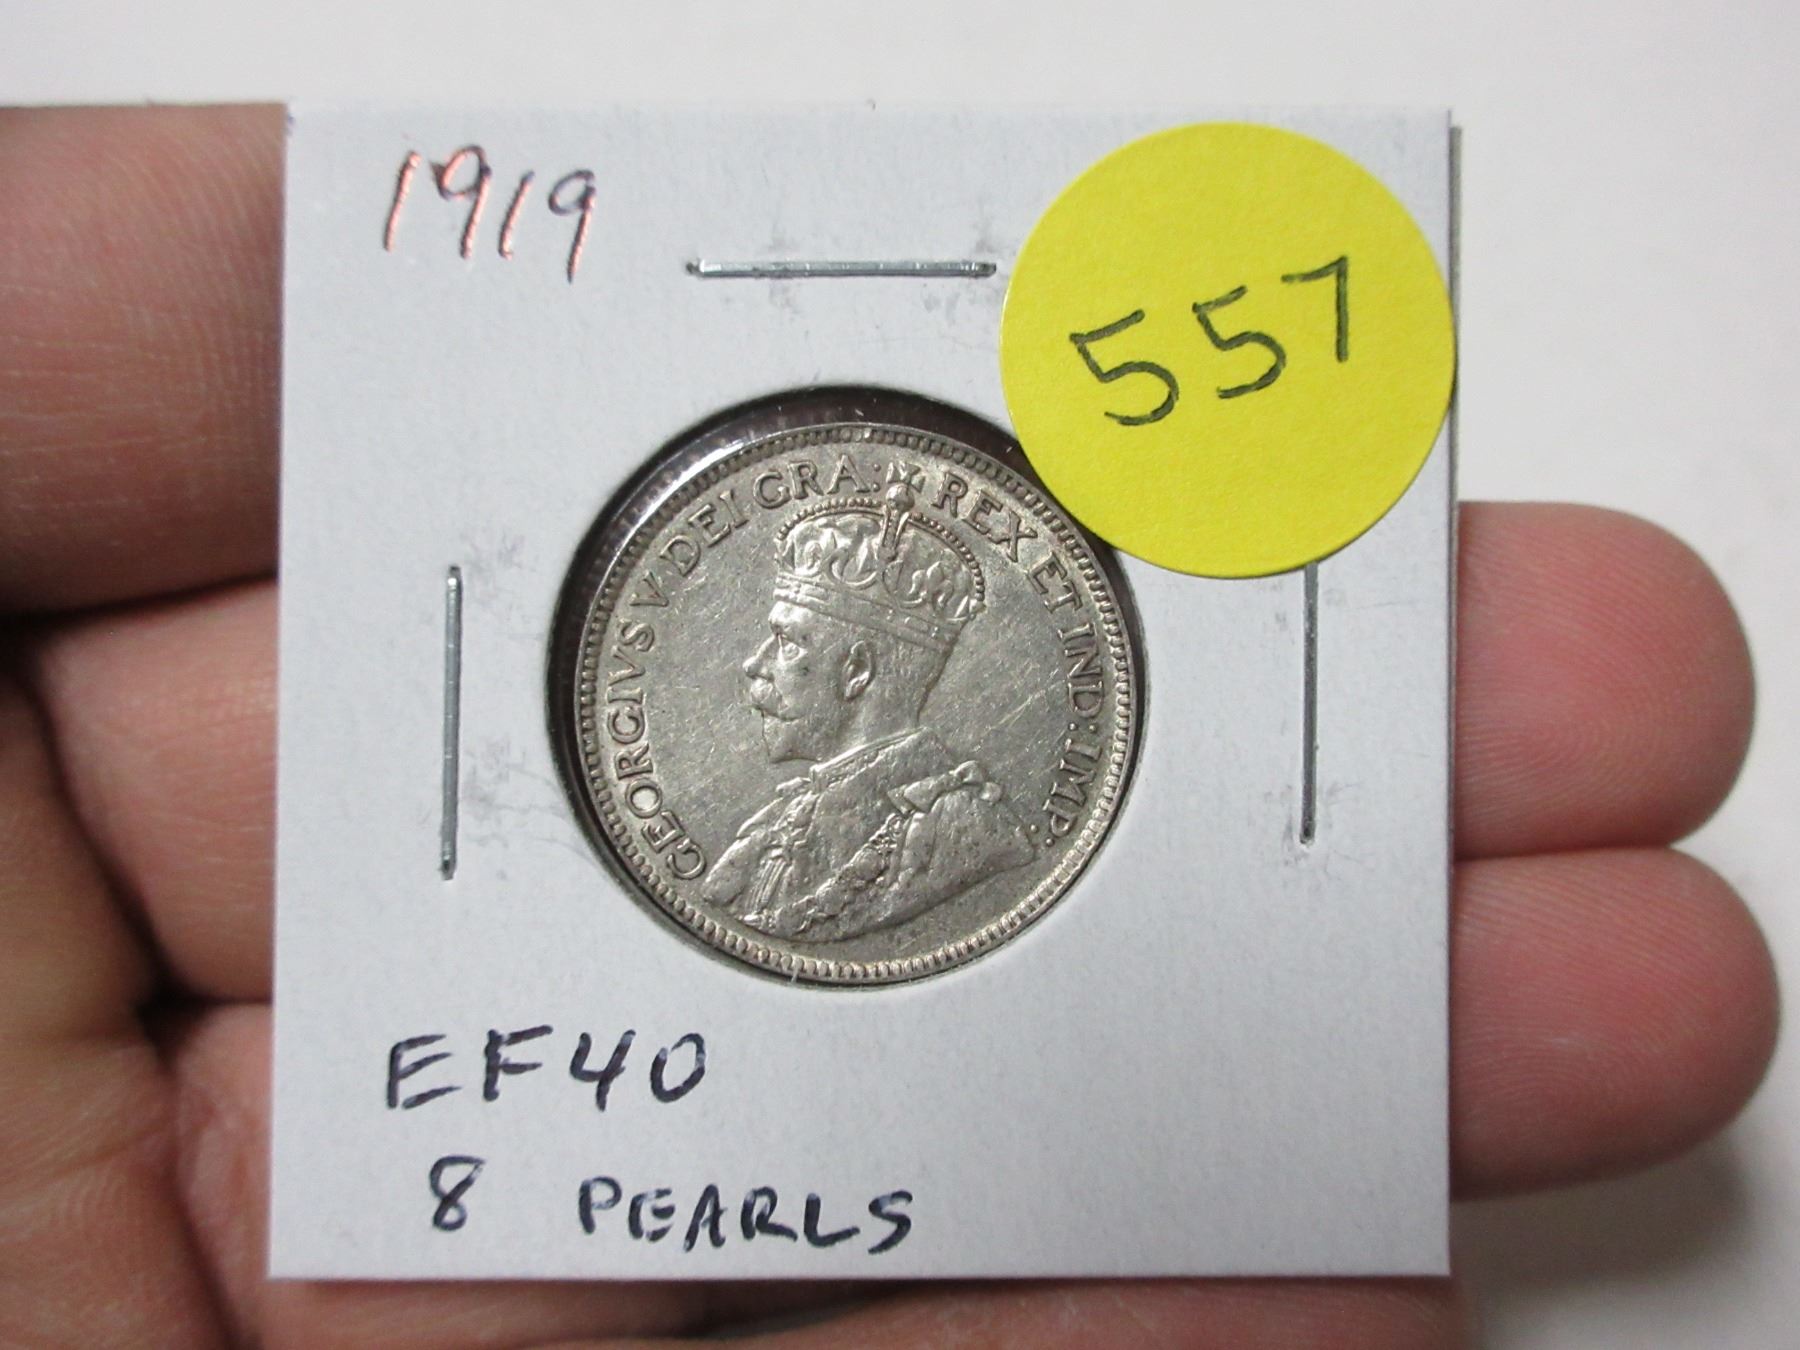 1919
557
GEORGIVS V DEI GRA: REX ET IND: IMP:
EF40
8 PEARLS